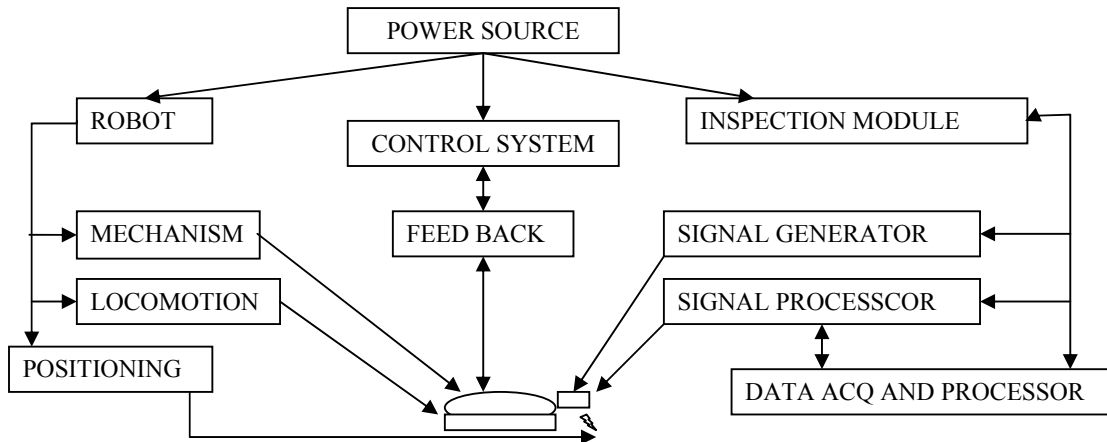 POWER SOURCE
ROBOT
INSPECTION MODULE
CONTROL SYSTEM
MECHANISM
FEED BACK
SIGNAL GENERATOR
LOCOMOTION
SIGNAL PROCESSCOR
POSITIONING
DATA ACQ AND PROCESSOR